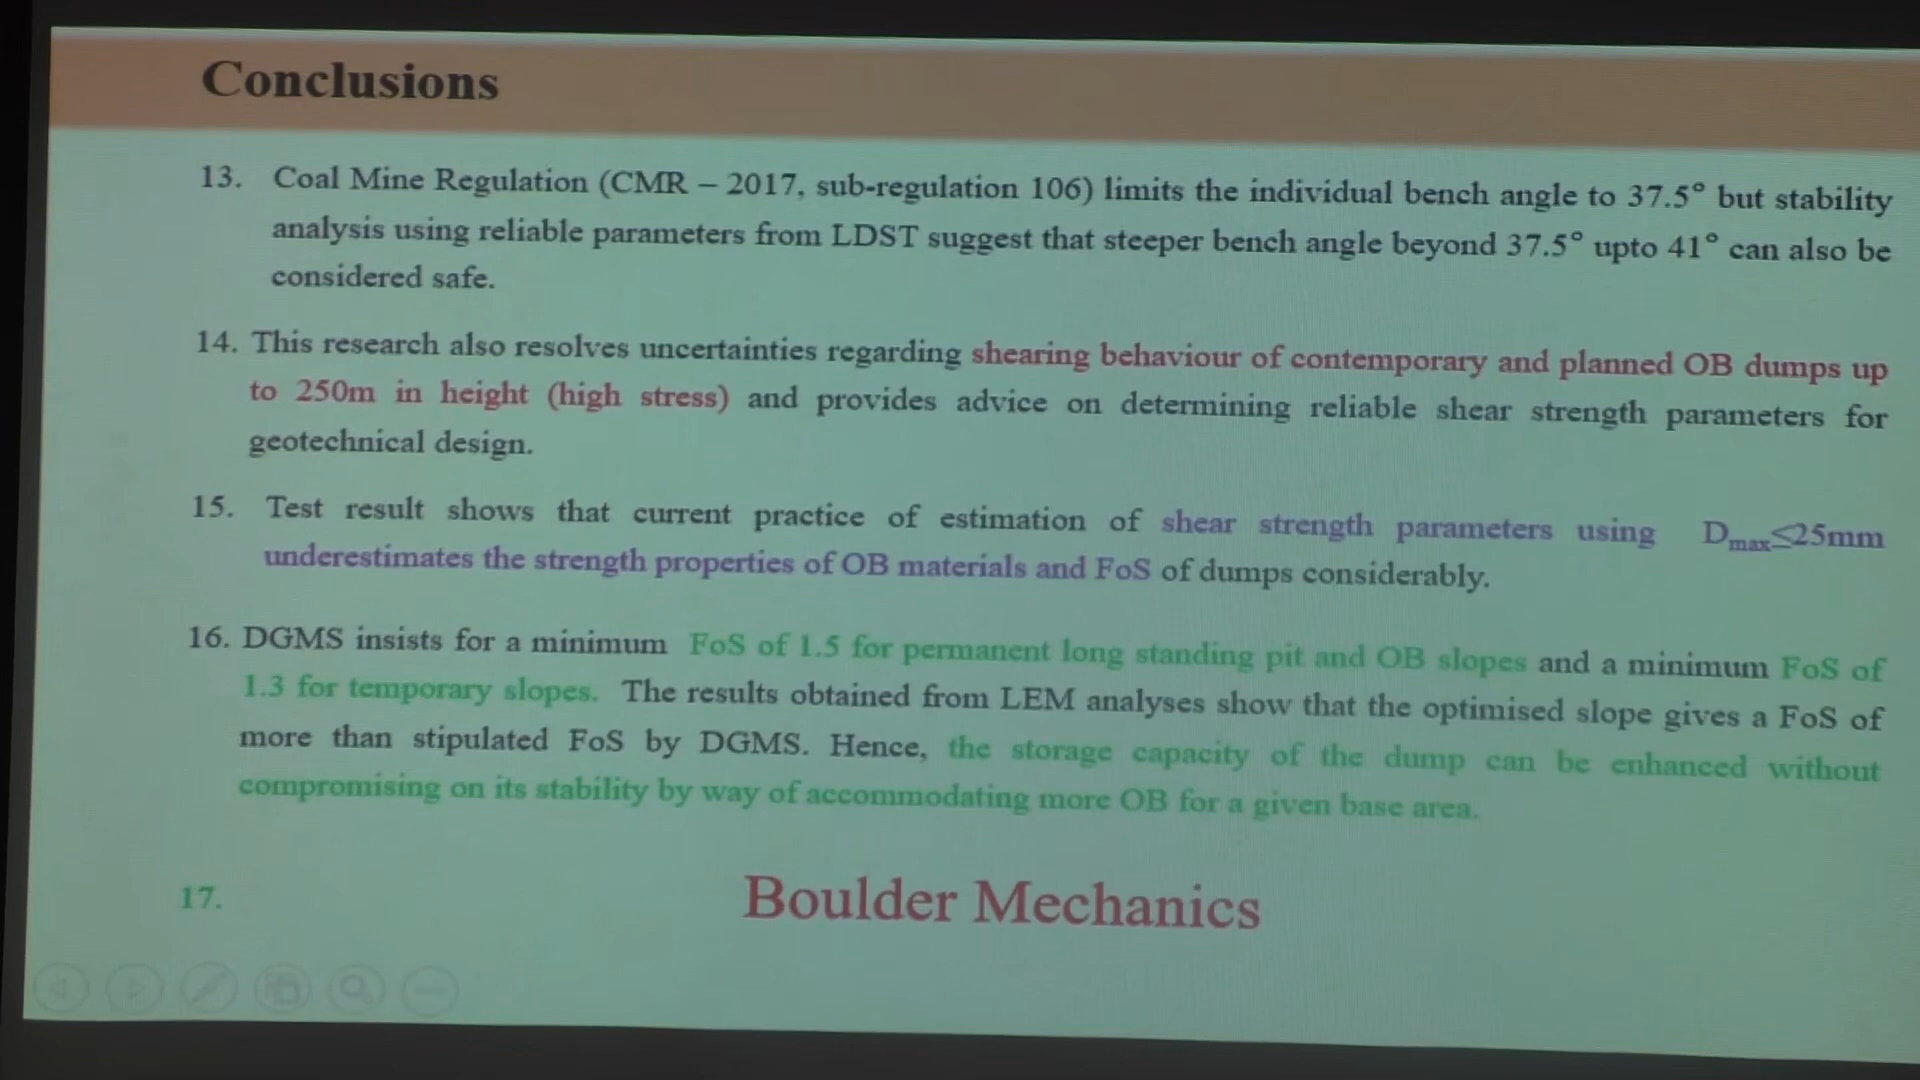 Conclusions
13. Coal Mine Regulation (CMR – 2017, sub-regulation 106) limits the individual bench angle to 37.5° but stability
analysis using reliable parameters from LDST suggest that steeper bench angle beyond 37.5° upto 41° can also be
considered safe.
14. This research also resolves uncertainties regarding shearing behaviour of contemporary and planned OB dumps up
to 250m in height (high stress) and provides advice on determining reliable shear strength parameters for
geotechnical design.
15. Test result shows that current practice of estimation of shear strength parameters using Dmax≤25mm
underestimates the strength properties of OB materials and FoS of dumps considerably.
16. DGMS insists for a minimum FoS of 1.5 for permanent long standing pit and OB slopes and a minimum FoS of
1.3 for temporary slopes. The results obtained from LEM analyses show that the optimised slope gives a FoS of
more than stipulated FoS by DGMS. Hence, the storage capacity of the dump can be enhanced without
compromising on its stability by way of accommodating more OB for a given base area.
17. Boulder Mechanics